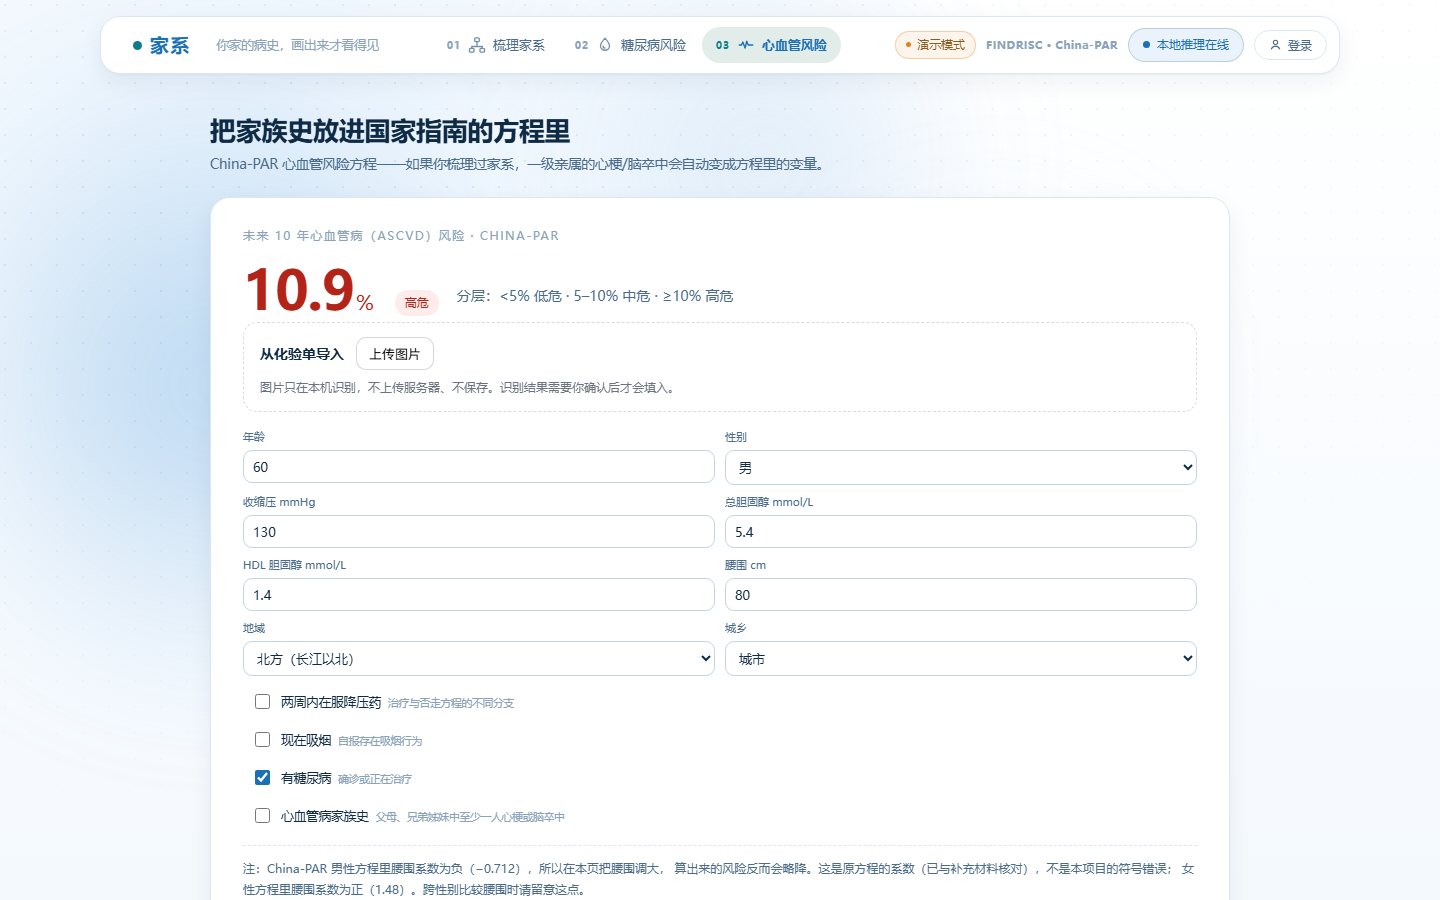 家系
你家的病史，画出来才看得见
01 梳理家系
02 糖尿病风险
03 心血管风险
演示模式
FINDRISC • China-PAR
本地推理在线
登录
把家族史放进国家指南的方程里
China-PAR 心血管风险方程——如果你梳理过家系，一级亲属的心梗/脑卒中会自动变成方程里的变量。
未来 10 年心血管病（ASCVD）风险 · CHINA-PAR
10.9%
高危
分层：<5% 低危 · 5–10% 中危 · ≥10% 高危
从化验单导入
上传图片
图片只在本机识别，不上传服务器、不保存。识别结果需要你确认后才会填入。
年龄
性别
60
男
收缩压 mmHg
总胆固醇 mmol/L
130
5.4
HDL 胆固醇 mmol/L
腰围 cm
1.4
80
地域
城乡
北方（长江以北）
城市
两周内在服降压药 治疗与否走方程的不同分支
现在吸烟 自报存在吸烟行为
有糖尿病 确诊或正在治疗
心血管病家族史 父母、兄弟姊妹中至少一人心梗或脑卒中
注：China-PAR 男性方程里腰围系数为负（−0.712），所以在本页把腰围调大， 算出来的风险反而会略降。这是原方程的系数（已与补充材料核对），不是本项目的符号错误； 女
性方程里腰围系数为正（1.48）。跨性别比较腰围时请留意这点。